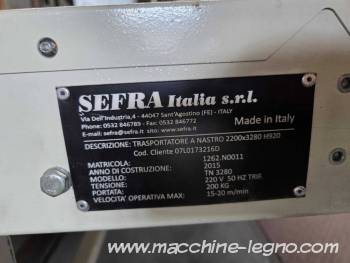 SEFRA Italia s.r.l.
Via Dell'Industria,4 - 44047 Sant'Agostino (FE) - ITALY
Phone: 0532 846785 - Fax: 0532 846772
E-mail: sefra@sefra.it sito: www.sefra.it
Made in Italy
DESCRIZIONE: TRASPORTATORE A NASTRO 2200x3280 H920
Cod. Cliente 07L0173216D
MATRICOLA: 1262.N0011
ANNO DI COSTRUZIONE: 2015
MODELLO: TN 3280
TENSIONE: 220 V 50 HZ TRIF.
PORTATA: 200 KG
VELOCITA' OPERATIVA MAX: 15-20 m/min
www.macchine-legno.com